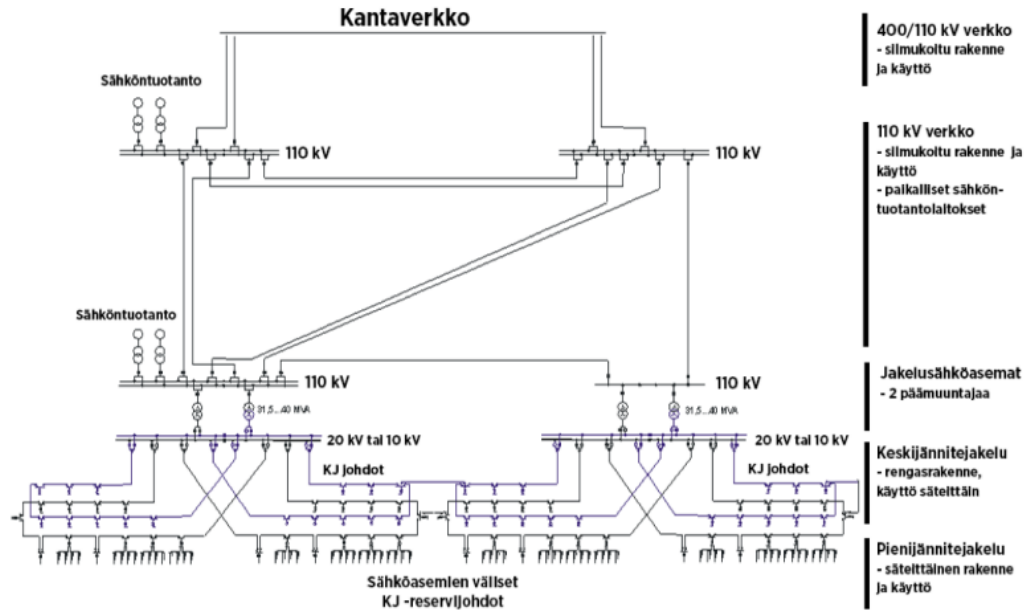 Kantaverkko
400/110 kV verkko
- silmukoitu rakenne
ja käyttö
Sähköntuotanto
110 kV
110 kV
110 kV verkko
- silmukoitu rakenne ja
käyttö
- paikalliset sähkön-
tuotantolaitokset
Sähköntuotanto
110 kV
110 kV
Jakelusähköasemat
- 2 päämuuntajaa
31,5...40 MVA
31,5...40 MVA
20 kV tai 10 kV
20 kV tai 10 kV
Keskijännitejakelu
- rengasrakenne,
käyttö säteittäin
KJ johdot
KJ johdot
Pienijännitejakelu
- säteittäinen rakenne
ja käyttö
Sähköasemien väliset
KJ -reservijohdot